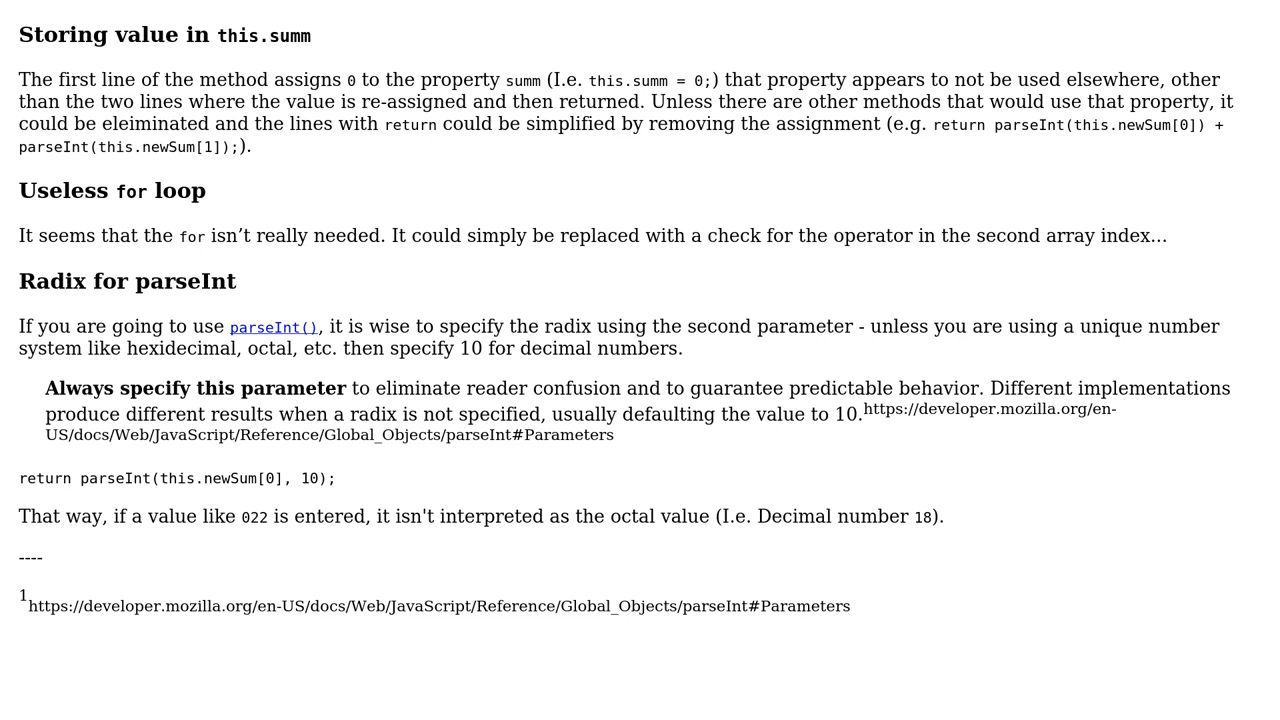 Storing value in this.summ
The first line of the method assigns 0 to the property summ (I.e. this.summ = 0;) that property appears to not be used elsewhere, other
than the two lines where the value is re-assigned and then returned. Unless there are other methods that would use that property, it
could be eleiminated and the lines with return could be simplified by removing the assignment (e.g. return parseInt(this.newSum[0]) +
parseInt(this.newSum[1]);).
Useless for loop
It seems that the for isn’t really needed. It could simply be replaced with a check for the operator in the second array index...
Radix for parseInt
If you are going to use parseInt(), it is wise to specify the radix using the second parameter - unless you are using a unique number
system like hexidecimal, octal, etc. then specify 10 for decimal numbers.
Always specify this parameter to eliminate reader confusion and to guarantee predictable behavior. Different implementations
produce different results when a radix is not specified, usually defaulting the value to 10.https://developer.mozilla.org/en-
US/docs/Web/JavaScript/Reference/Global_Objects/parseInt#Parameters
return parseInt(this.newSum[0], 10);
That way, if a value like 022 is entered, it isn't interpreted as the octal value (I.e. Decimal number 18).
----
1https://developer.mozilla.org/en-US/docs/Web/JavaScript/Reference/Global_Objects/parseInt#Parameters